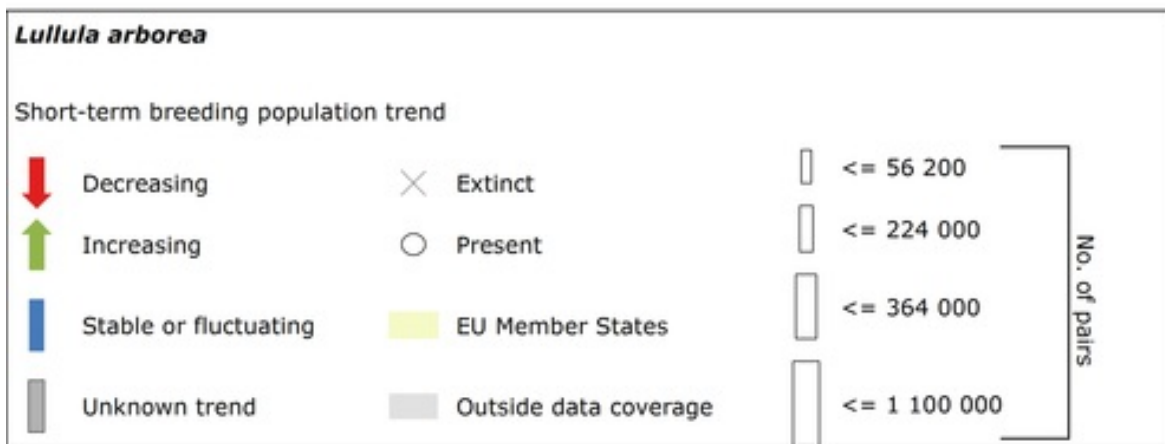 Lullula arborea
Short-term breeding population trend
Decreasing
Extinct
<= 56 200
Increasing
Present
<= 224 000
Stable or fluctuating
EU Member States
<= 364 000
Unknown trend
Outside data coverage
<= 1 100 000
No. of pairs